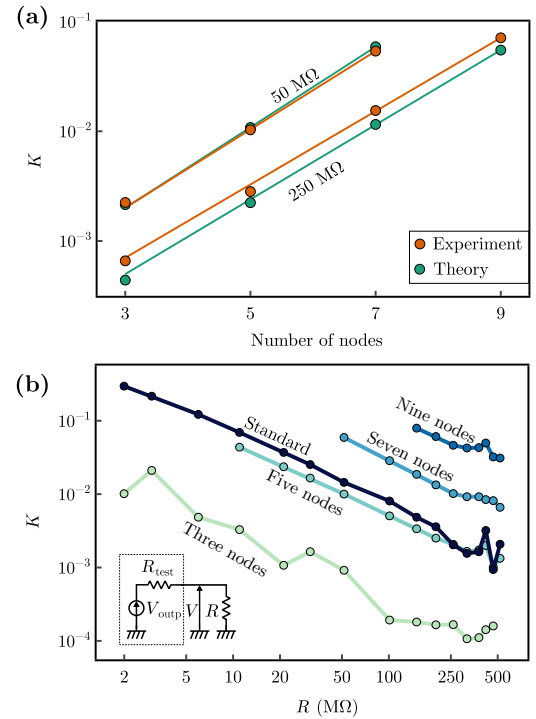 (a)
10⁻¹
10⁻²
10⁻³
K
50 MΩ
250 MΩ
Experiment
Theory
3 5 7 9
Number of nodes
(b)
10⁻¹
10⁻²
10⁻³
10⁻⁴
K
Nine nodes
Standard
Seven nodes
Five nodes
Three nodes
R_test
V_outp V R
2 5 10 20 50 100 250 500
R (MΩ)